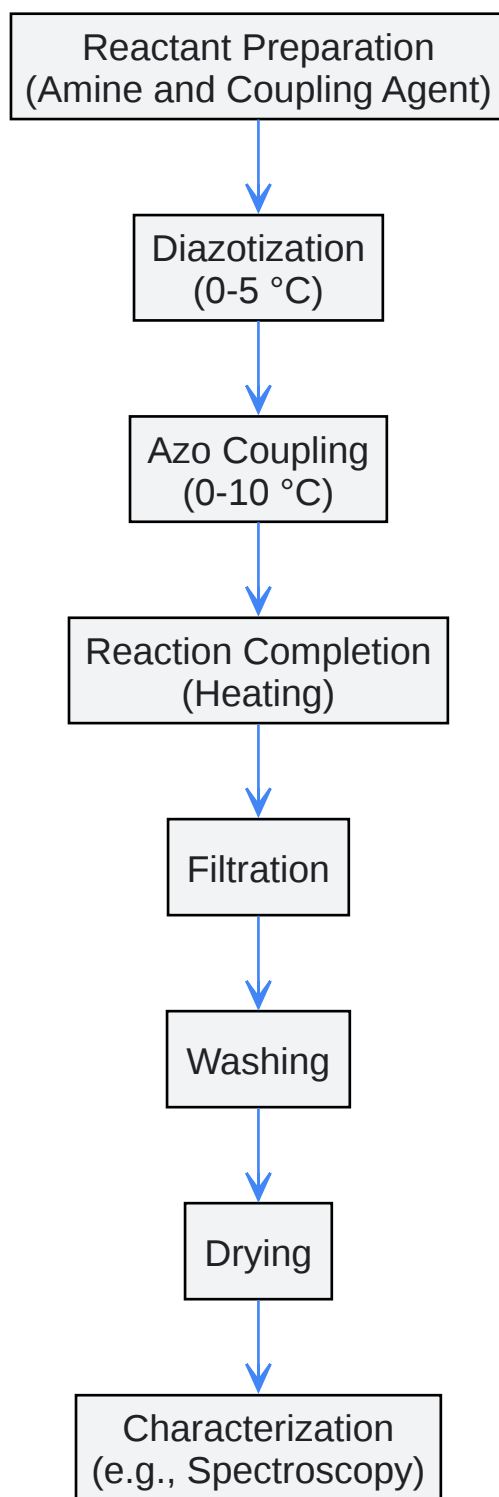 Reactant Preparation
(Amine and Coupling Agent)
Diazotization
(0-5 °C)
Azo Coupling
(0-10 °C)
Reaction Completion
(Heating)
Filtration
Washing
Drying
Characterization
(e.g., Spectroscopy)